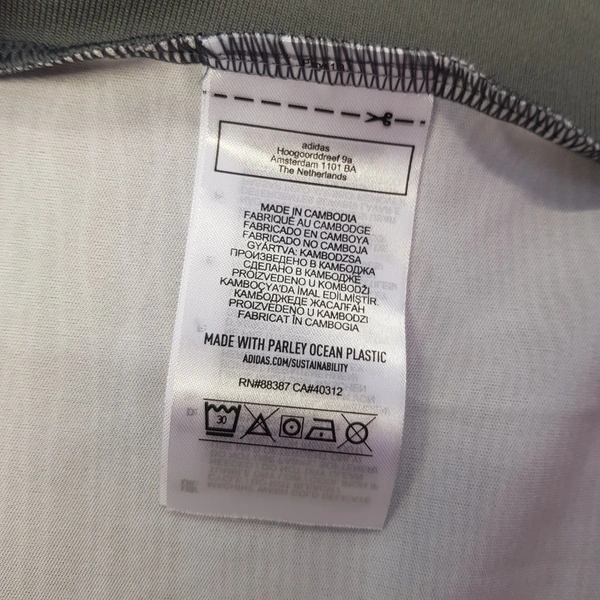 adidas
Hoogoorddreef 9a
Amsterdam 1101 BA
The Netherlands
MADE IN CAMBODIA
FABRIQUÉ AU CAMBODGE
FABRICADO EN CAMBOYA
FABRICADO NO CAMBOJA
GYÁRTVA: KAMBODZSA
ПРОИЗВЕДЕНО В КАМБОДЖА
СДЕЛАНО В КАМБОДЖЕ
PROIZVEDENO U KOMBODŽI
KAMBOÇYA'DA İMAL EDİLMİŞTİR
КАМБОДЖЕДЕ ЖАСАЛҒАН
PROIZVEDENO U KAMBODZI
FABRICAT ÎN CAMBOGIA
MADE WITH PARLEY OCEAN PLASTIC
ADIDAS.COM/SUSTAINABILITY
RN#88387 CA#40312
30